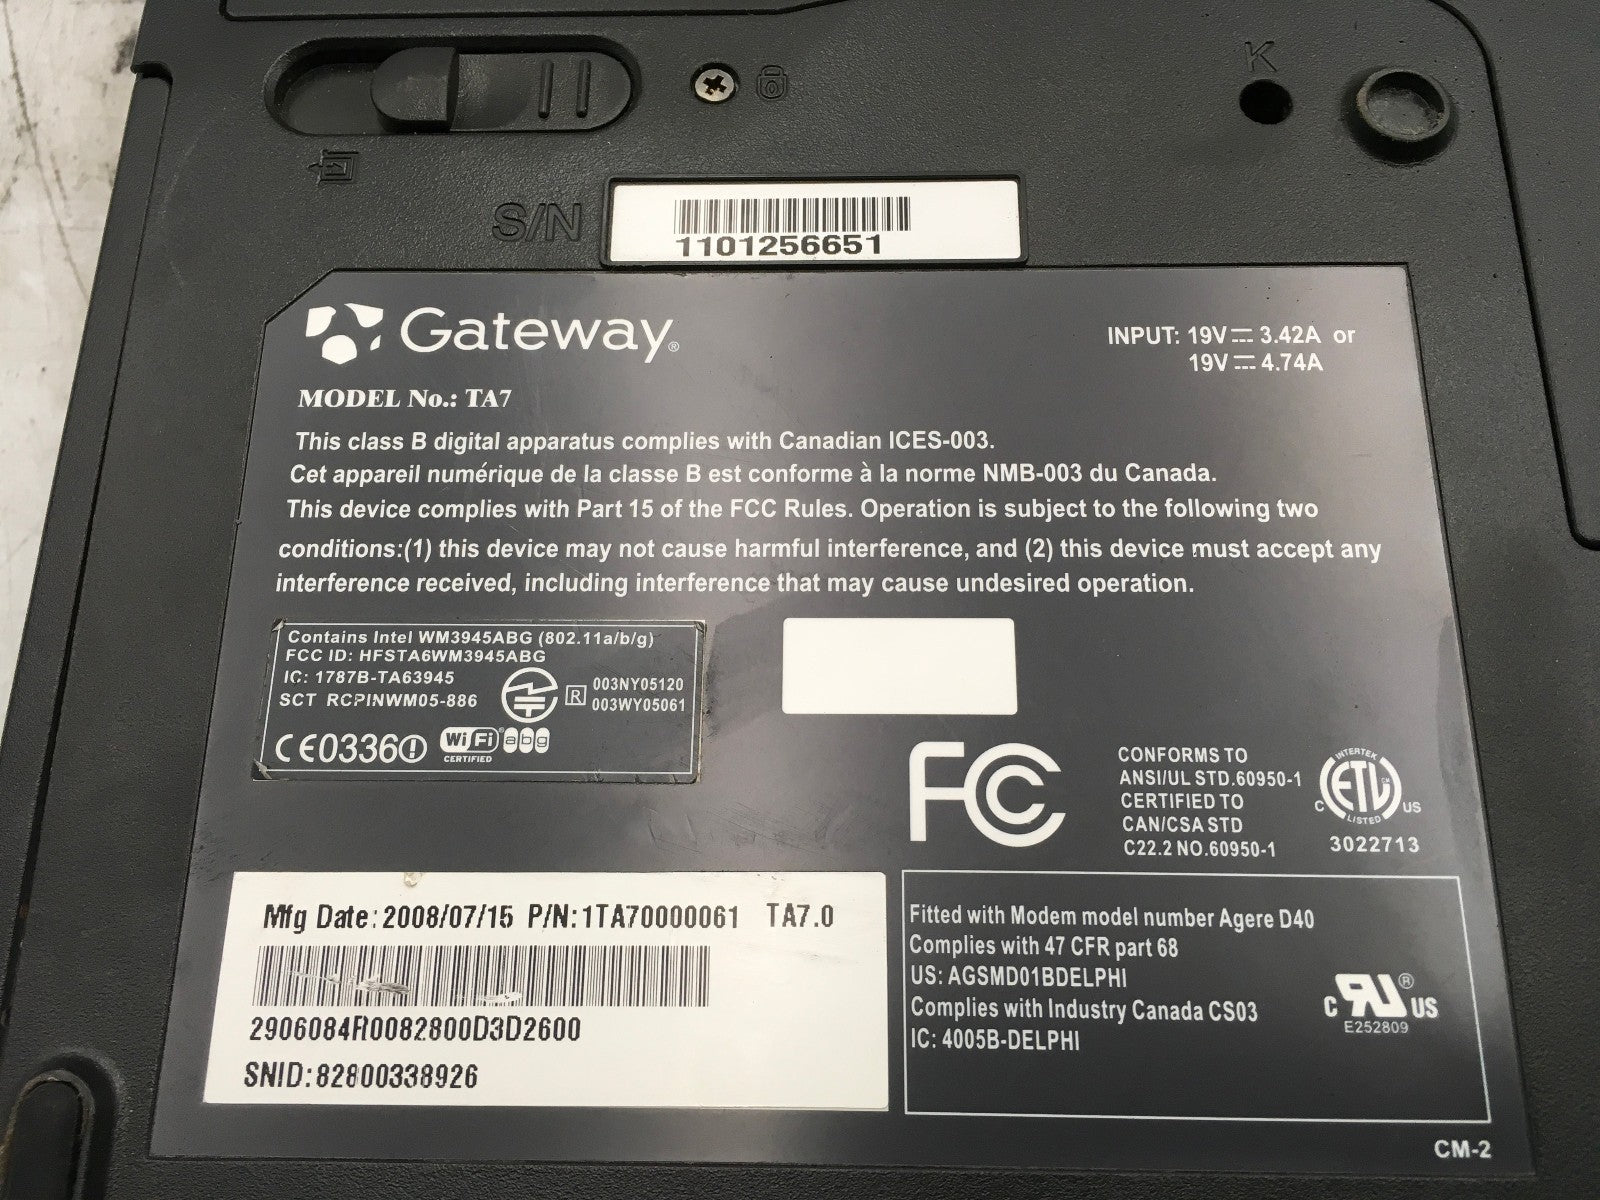 K
S/N
1101256651
Gateway®
INPUT: 19V 3.42A or
19V 4.74A
MODEL No.: TA7
This class B digital apparatus complies with Canadian ICES-003.
Cet appareil numérique de la classe B est conforme à la norme NMB-003 du Canada.
This device complies with Part 15 of the FCC Rules. Operation is subject to the following two
conditions:(1) this device may not cause harmful interference, and (2) this device must accept any
interference received, including interference that may cause undesired operation.
Contains Intel WM3945ABG (802.11a/b/g)
FCC ID: HFSTA6WM3945ABG
IC: 1787B-TA63945
SCT RCPINWM05-886
R 003NY05120
003WY05061
CE0336!
Wi Fi® abg
CERTIFIED
FC
CONFORMS TO
ANSI/UL STD.60950-1
CERTIFIED TO
CAN/CSA STD
C22.2 NO.60950-1
INTERTEK
C ETL CM US
LISTED
3022713
Mfg Date:2008/07/15 P/N:1TA70000061 TA7.0
2906084R0082800D3D2600
SNID:82800338926
Fitted with Modem model number Agere D40
Complies with 47 CFR part 68
US: AGSMD01BDELPHI
Complies with Industry Canada CS03
IC: 4005B-DELPHI
C RU® US
E252809
CM-2